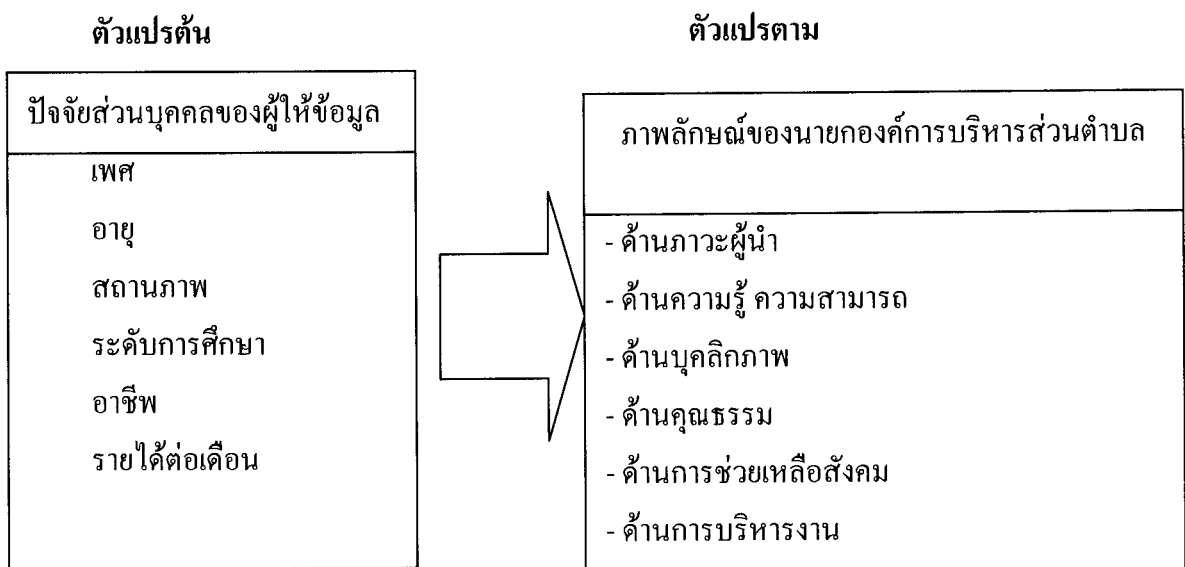 ตัวแปรต้น
ปัจจัยส่วนบุคคลของผู้ให้ข้อมูล
เพศ
อายุ
สถานภาพ
ระดับการศึกษา
อาชีพ
รายได้ต่อเดือน
ตัวแปรตาม
ภาพลักษณ์ของนายกองค์การบริหารส่วนตำบล
- ด้านภาวะผู้นำ
- ด้านความรู้ ความสามารถ
- ด้านบุคลิกภาพ
- ด้านคุณธรรม
- ด้านการช่วยเหลือสังคม
- ด้านการบริหารงาน